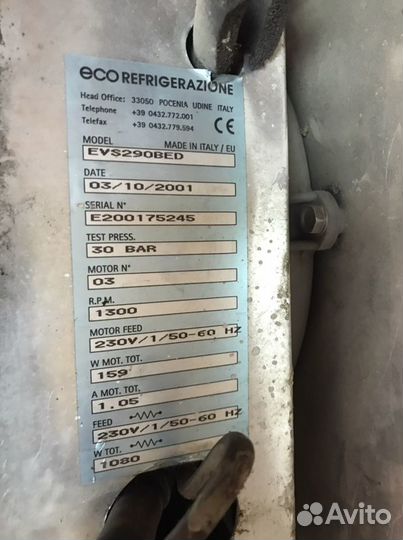 eco REFRIGERAZIONE
Head Office: 33050 POCENIA UDINE ITALY
Telephone +39 0432.772.001
Telefax +39 0432.779.594
CE
MODEL MADE IN ITALY / EU
EVS290BED
DATE
03/10/2001
SERIAL N°
E200175245
TEST PRESS.
30 BAR
MOTOR N°
03
R.P.M.
1300
MOTOR FEED
230V/1/50-60 HZ
W MOT. TOT.
159
A MOT. TOT.
1.05
FEED
230V/1/50-60 HZ
W TOT.
1080
Avito